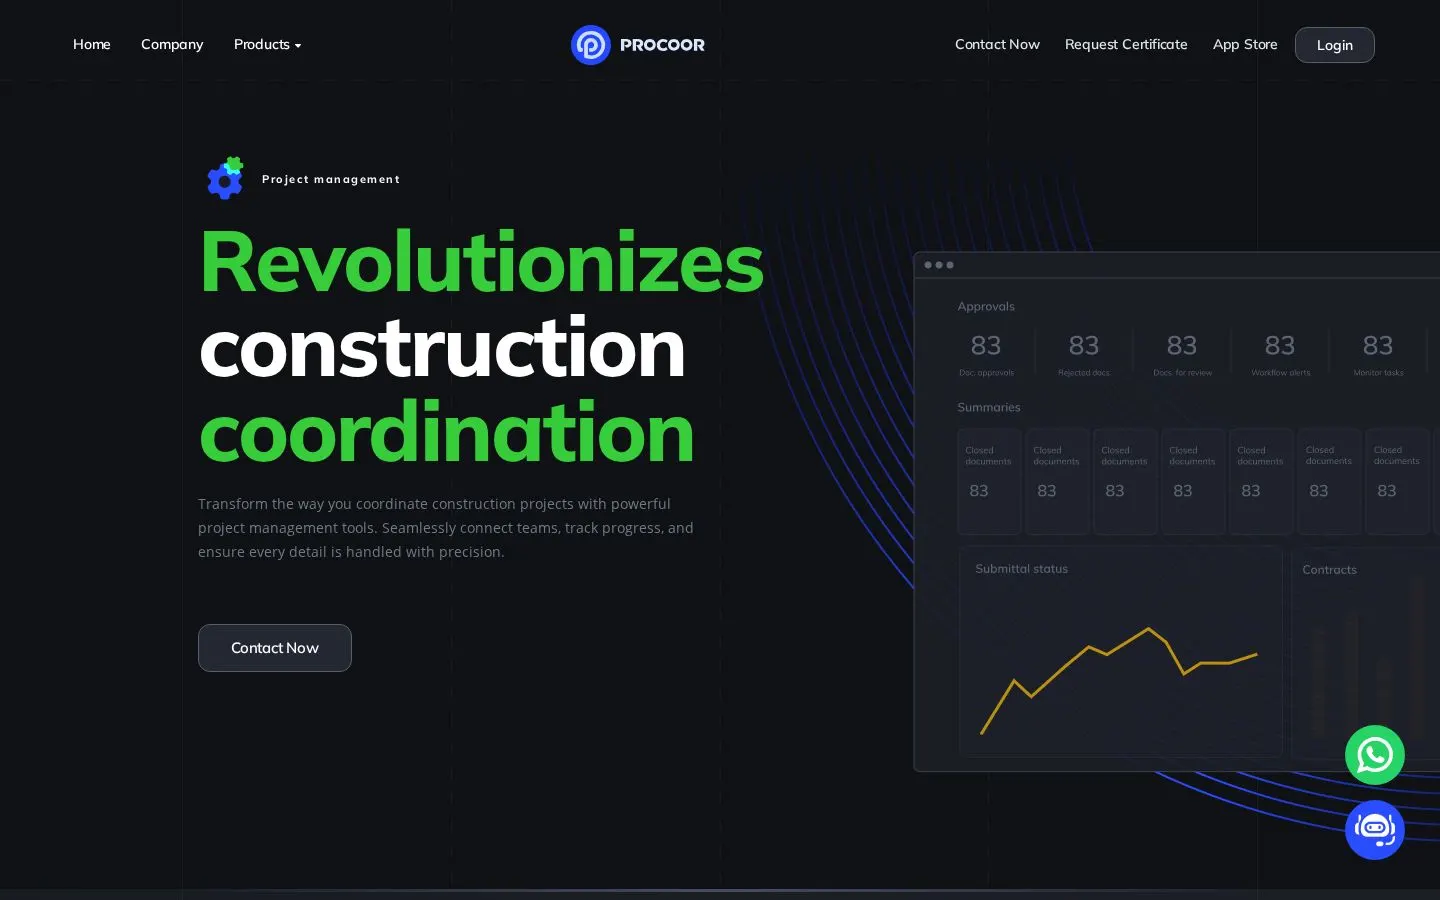 Home Company Products PROCOOR Contact Now Request Certificate App Store Login
Project management
Revolutionizes
construction
coordination
Transform the way you coordinate construction projects with powerful
project management tools. Seamlessly connect teams, track progress, and
ensure every detail is handled with precision.
Contact Now
Approvals
83 83 83 83 83
Doc. approvals Rejected docs. Docs. for review Workflow alerts Monitor tasks
Summaries
Closed Closed Closed Closed Closed Closed Closed
documents documents documents documents documents documents documents
83 83 83 83 83 83 83
Submittal status Contracts